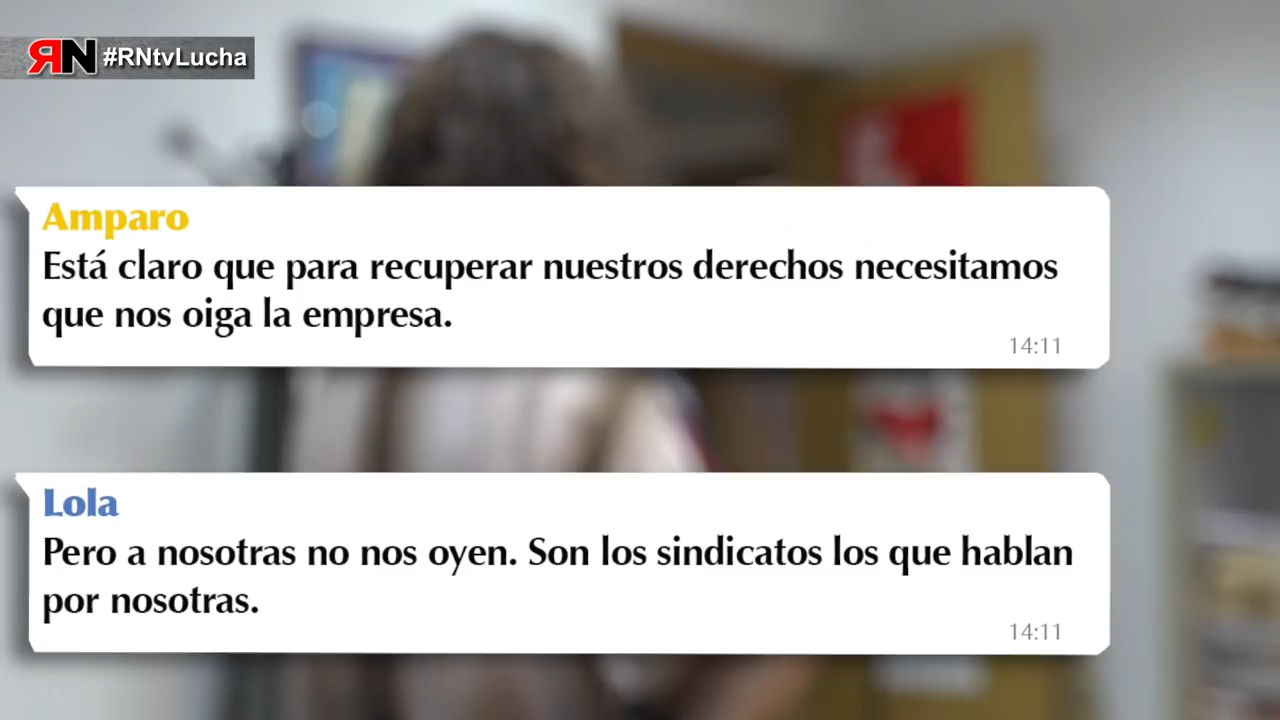 RN #RNtvLucha
Amparo
Está claro que para recuperar nuestros derechos necesitamos
que nos oiga la empresa.
14:11
Lola
Pero a nosotras no nos oyen. Son los sindicatos los que hablan
por nosotras.
14:11